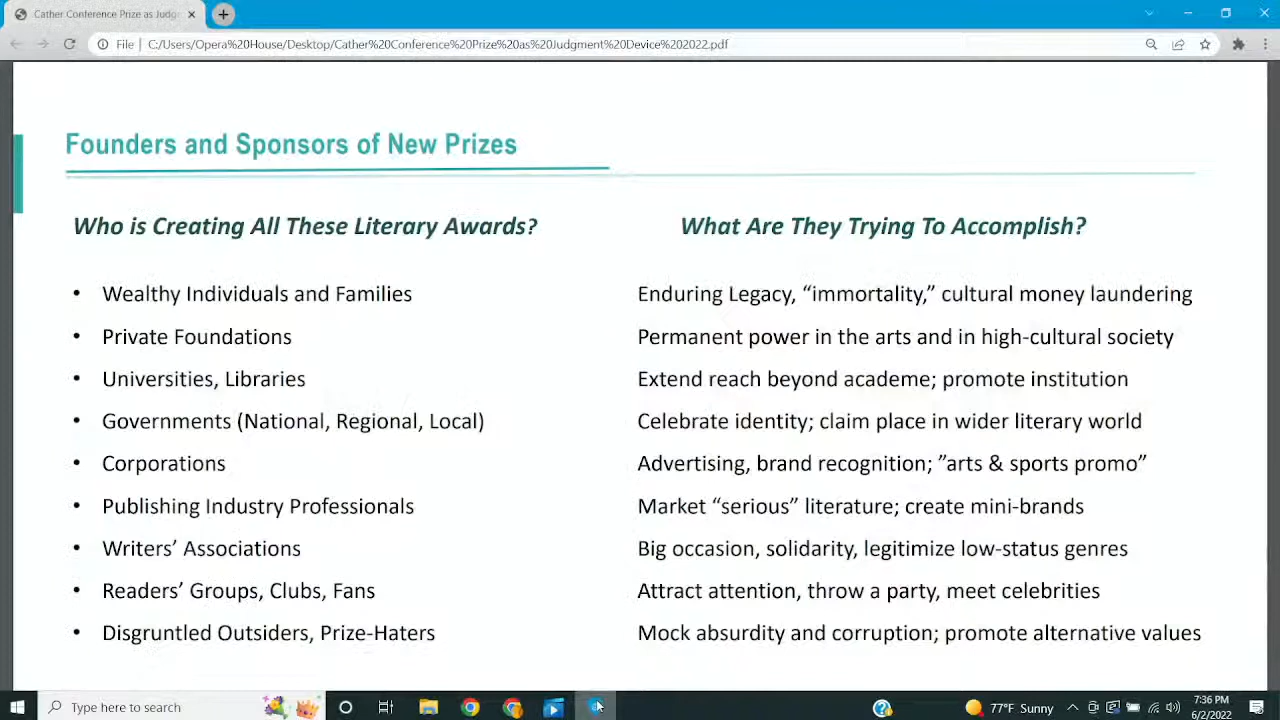 Cather Conference Prize as Judg
File
C:/Users/Opera%20House/Desktop/Cather%20Conference%20Prize%20as%20Judgment%20Device%202022.pdf
Founders and Sponsors of New Prizes
Who is Creating All These Literary Awards?
What Are They Trying To Accomplish?
• Wealthy Individuals and Families
Enduring Legacy, “immortality,” cultural money laundering
• Private Foundations
Permanent power in the arts and in high-cultural society
• Universities, Libraries
Extend reach beyond academe; promote institution
• Governments (National, Regional, Local)
Celebrate identity; claim place in wider literary world
• Corporations
Advertising, brand recognition; ”arts & sports promo”
• Publishing Industry Professionals
Market “serious” literature; create mini-brands
• Writers’ Associations
Big occasion, solidarity, legitimize low-status genres
• Readers’ Groups, Clubs, Fans
Attract attention, throw a party, meet celebrities
• Disgruntled Outsiders, Prize-Haters
Mock absurdity and corruption; promote alternative values
Type here to search
77°F Sunny
7:36 PM
6/2/2022